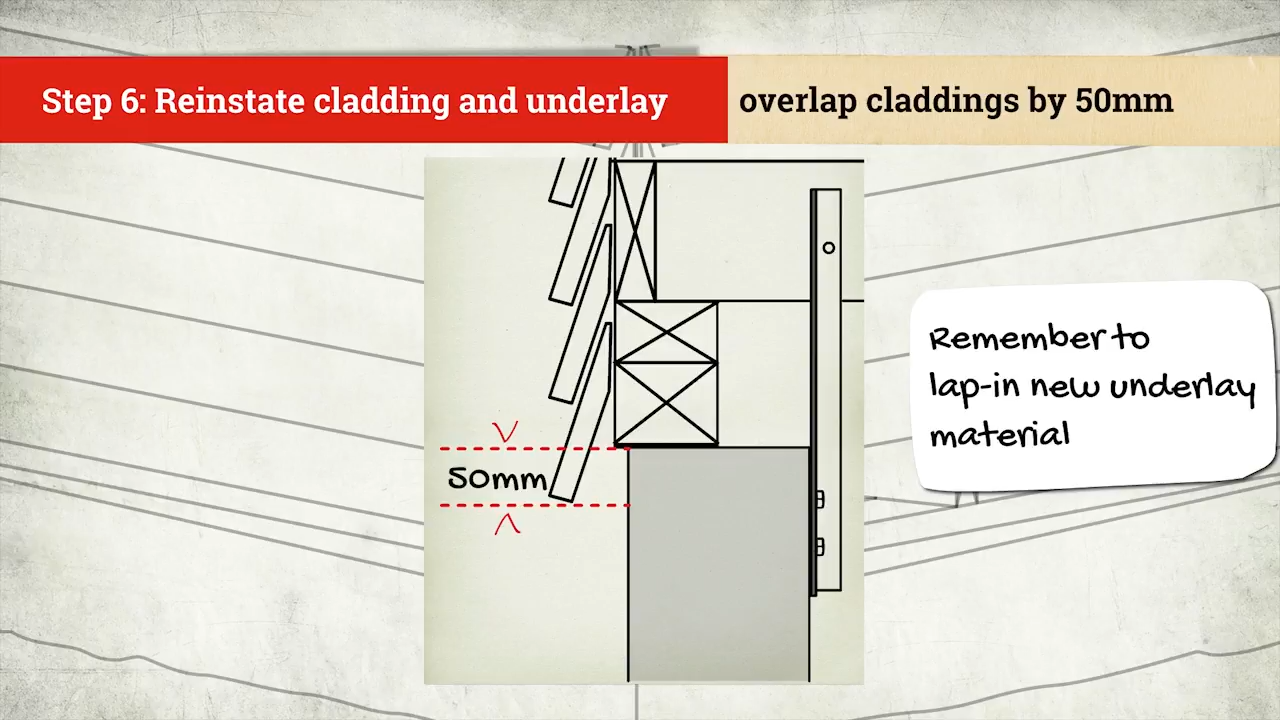 Step 6: Reinstate cladding and underlay
overlap claddings by 50mm
50mm
Remember to
lap-in new underlay
material